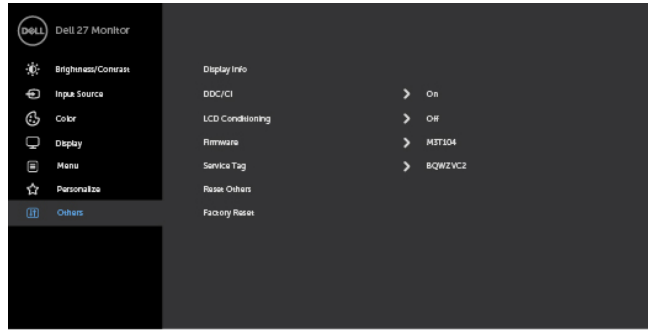 DELL Dell 27 Monitor
Brightness/Contrast Display Info
Input Source DDC/CI On
Color LCD Conditioning Off
Display Firmware M3T104
Menu Service Tag BQWZVC2
Personalize Reset Others
Others Factory Reset